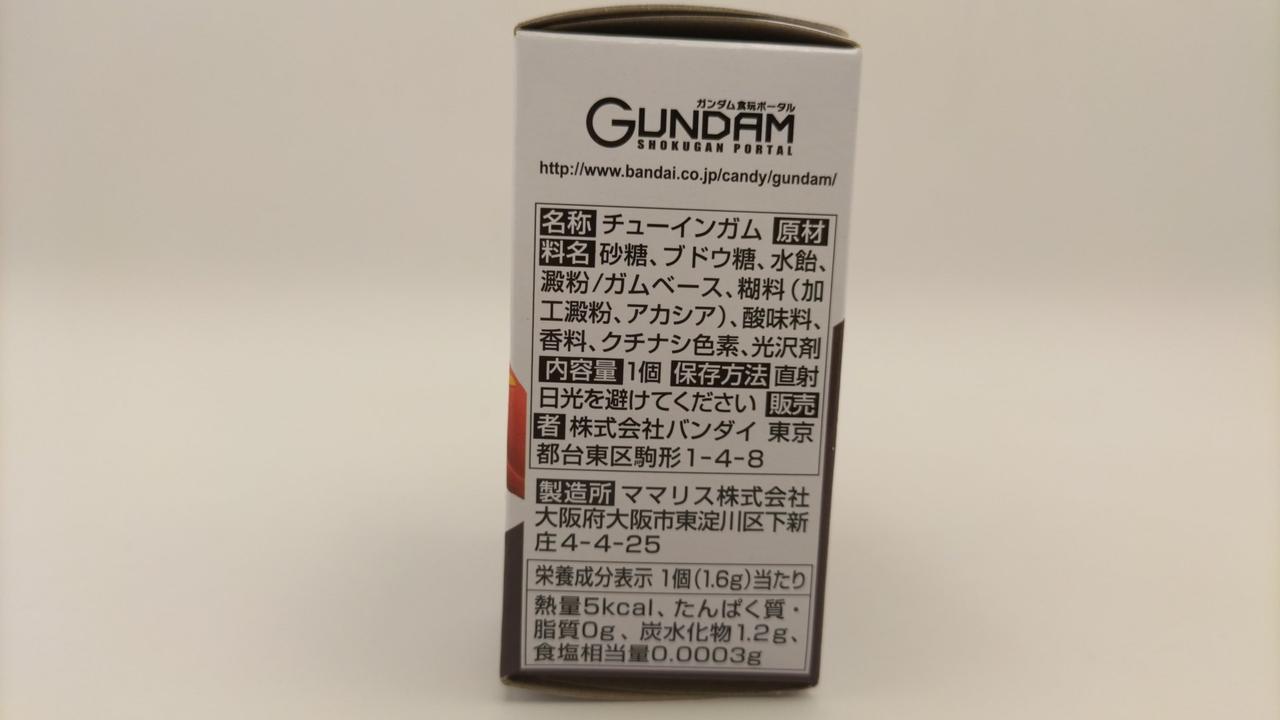 ガンダム食玩ポータル
GUNDAM
SHOKUGAN PORTAL
http://www.bandai.co.jp/candy/gundam/
名称 チューインガム 原材
料名 砂糖、ブドウ糖、水飴、
澱粉/ガムベース、糊料(加
工澱粉、アカシア)、酸味料、
香料、クチナシ色素、光沢剤
内容量 1個 保存方法 直射
日光を避けてください 販売
者 株式会社バンダイ 東京
都台東区駒形1-4-8
製造所 ママリス株式会社
大阪府大阪市東淀川区下新
庄4-4-25
栄養成分表示 1個(1.6g)当たり
熱量5kcal、たんぱく質・
脂質0g、炭水化物1.2g、
食塩相当量0.0003g